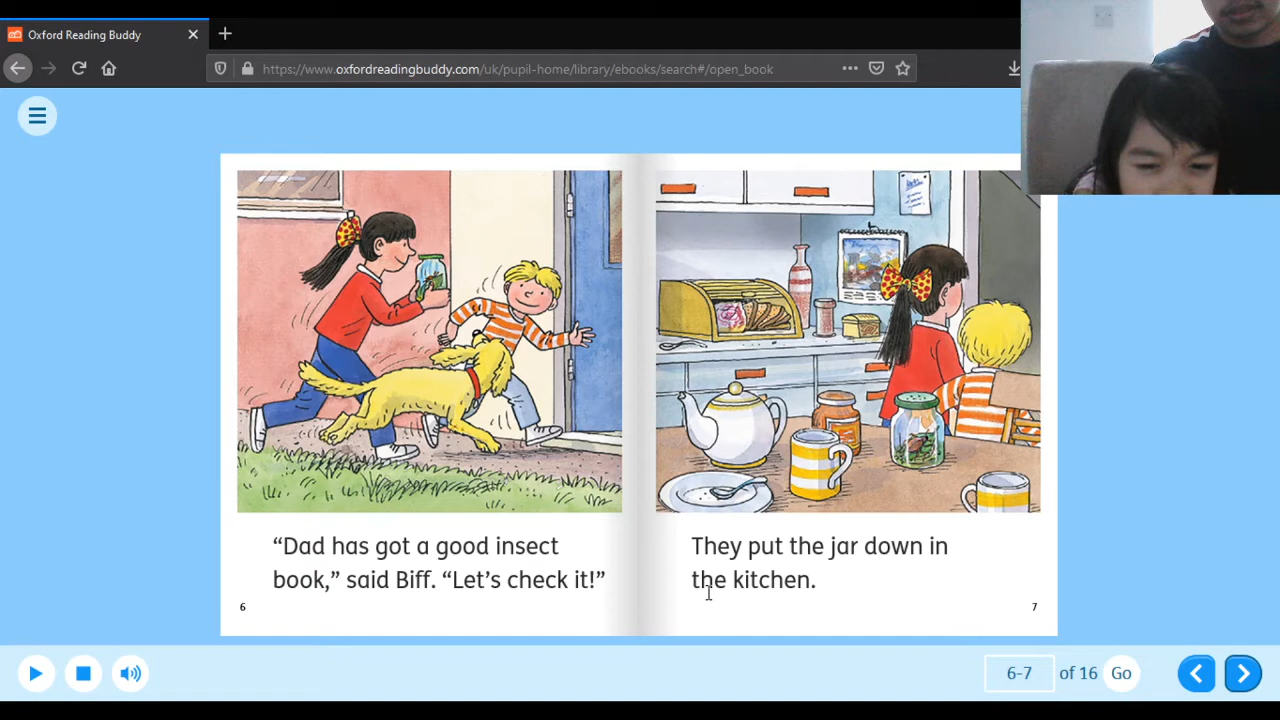 Oxford Reading Buddy
https://www.oxfordreadingbuddy.com/uk/pupil-home/library/ebooks/search#/open_book
“Dad has got a good insect
book,” said Biff. “Let’s check it!”
6
They put the jar down in
the kitchen.
7
6-7 of 16 Go